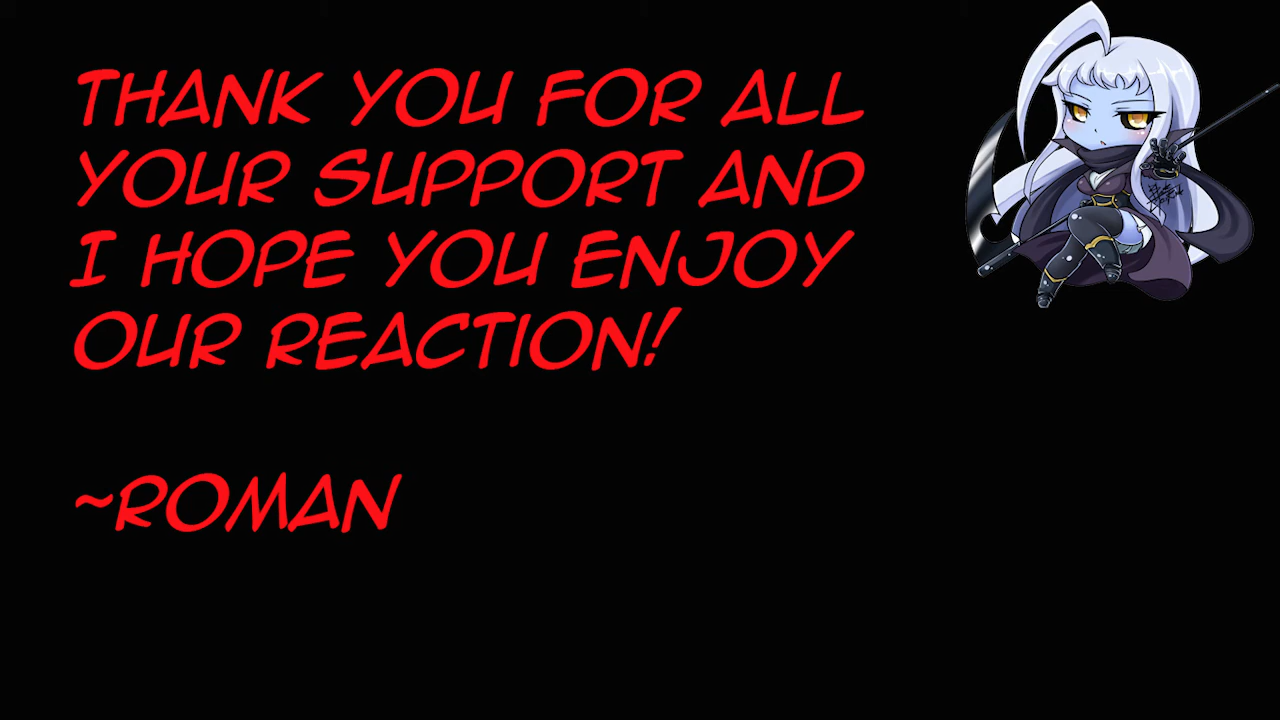 THANK YOU FOR ALL
YOUR SUPPORT AND
I HOPE YOU ENJOY
OUR REACTION!
~ROMAN